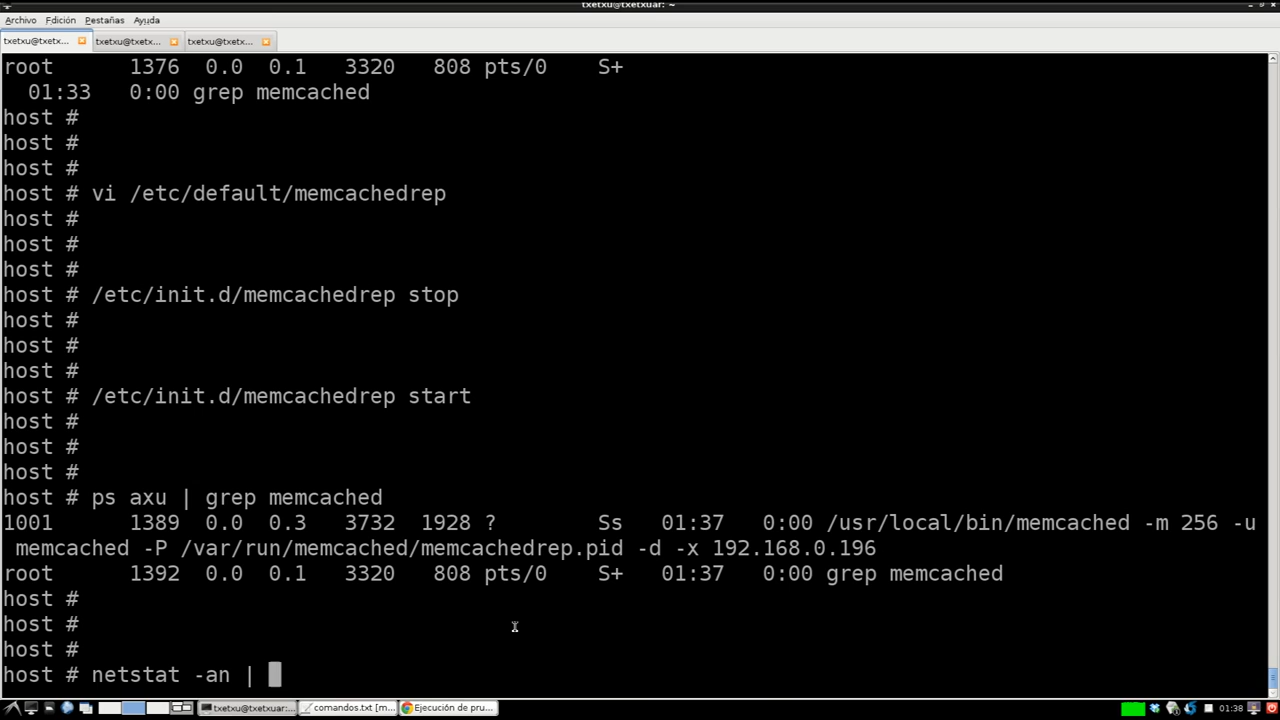 txetxu@txetxuar: ~
Archivo Edición Pestañas Ayuda
txetxu@txetx... txetxu@txetx... txetxu@txetx...
root 1376 0.0 0.1 3320 808 pts/0 S+
01:33 0:00 grep memcached
host #
host #
host #
host # vi /etc/default/memcachedrep
host #
host #
host #
host # /etc/init.d/memcachedrep stop
host #
host #
host #
host # /etc/init.d/memcachedrep start
host #
host #
host #
host # ps axu | grep memcached
1001 1389 0.0 0.3 3732 1928 ? Ss 01:37 0:00 /usr/local/bin/memcached -m 256 -u
memcached -P /var/run/memcached/memcachedrep.pid -d -x 192.168.0.196
root 1392 0.0 0.1 3320 808 pts/0 S+ 01:37 0:00 grep memcached
host #
host #
host #
host # netstat -an |
txetxu@txetxuar:... comandos.txt [m... Ejecución de pru... 01:38